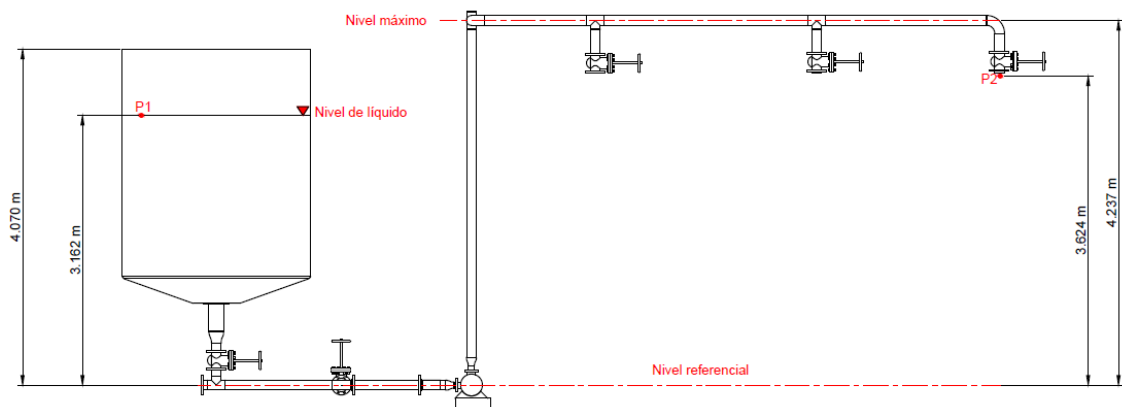 Nivel máximo
P1
Nivel de líquido
P2
4.070 m
3.162 m
3.624 m
4.237 m
Nivel referencial